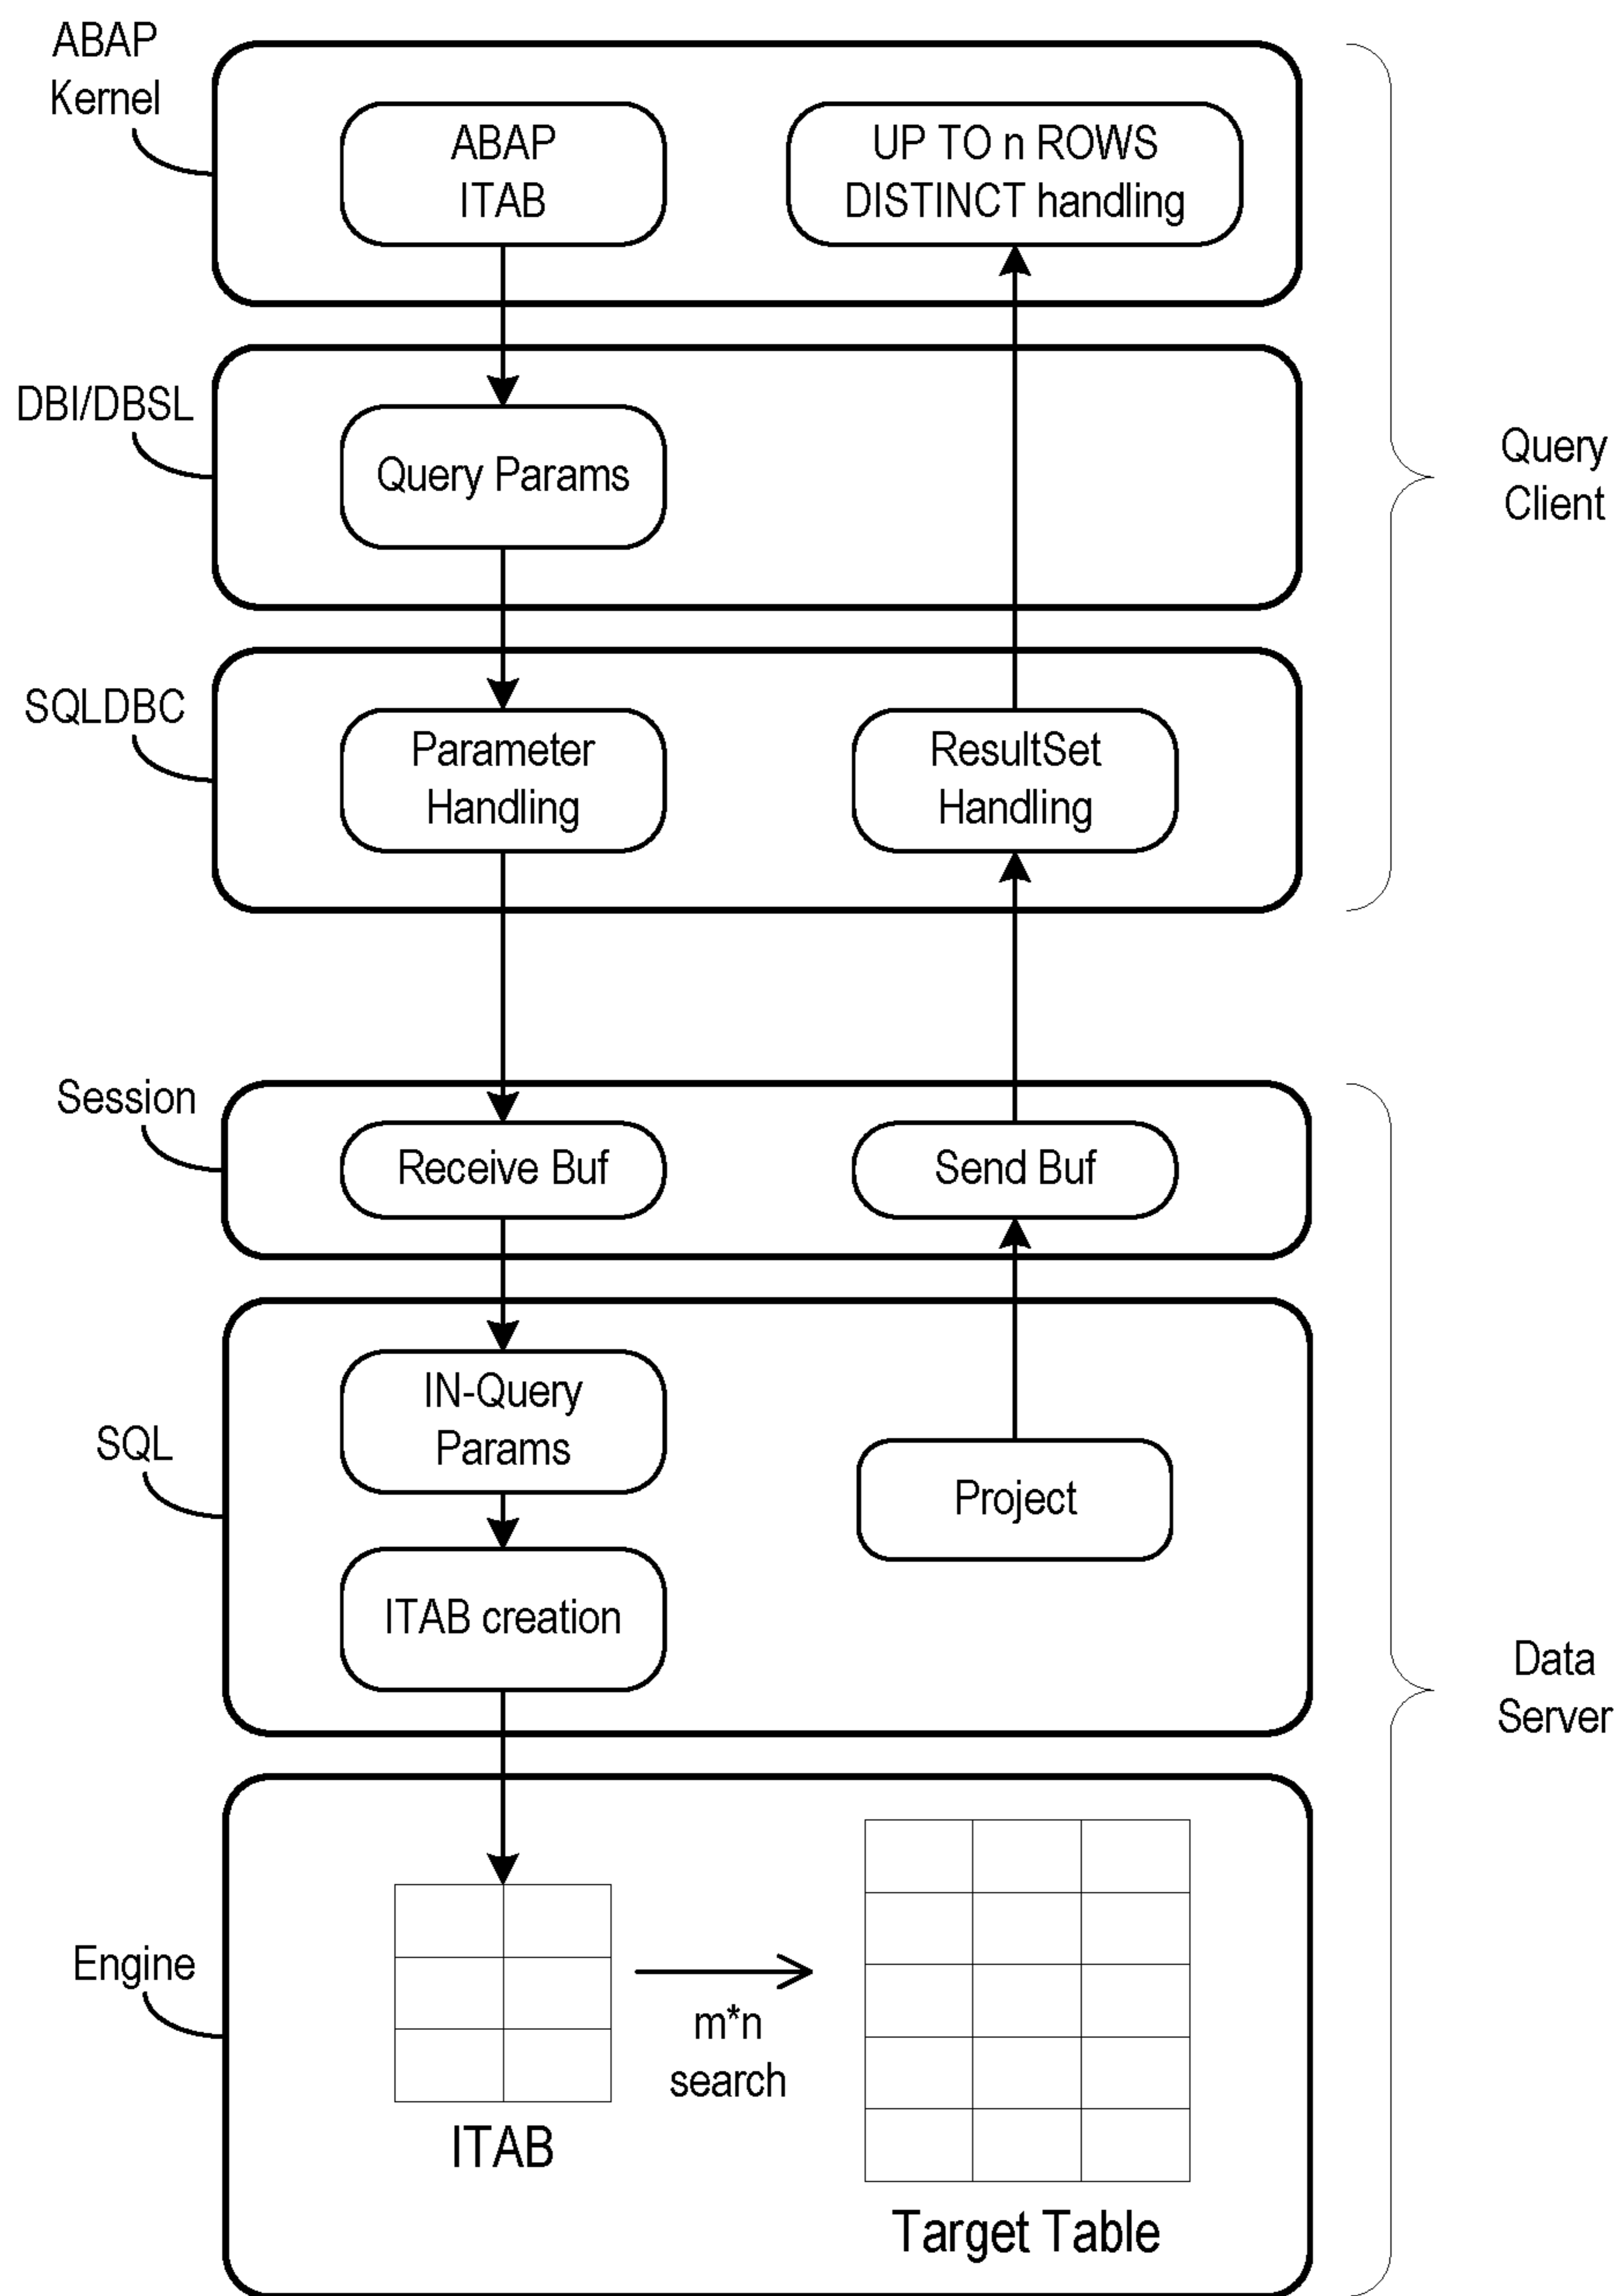 ABAP
Kernel
ABAP
ITAB
UP TO n ROWS
DISTINCT handling
DBI/DBSL
Query Params
Query
Client
SQLDBC
Parameter
Handling
ResultSet
Handling
Session
Receive Buf
Send Buf
SQL
IN-Query
Params
Project
ITAB creation
Data
Server
Engine
m*n
search
ITAB
Target Table